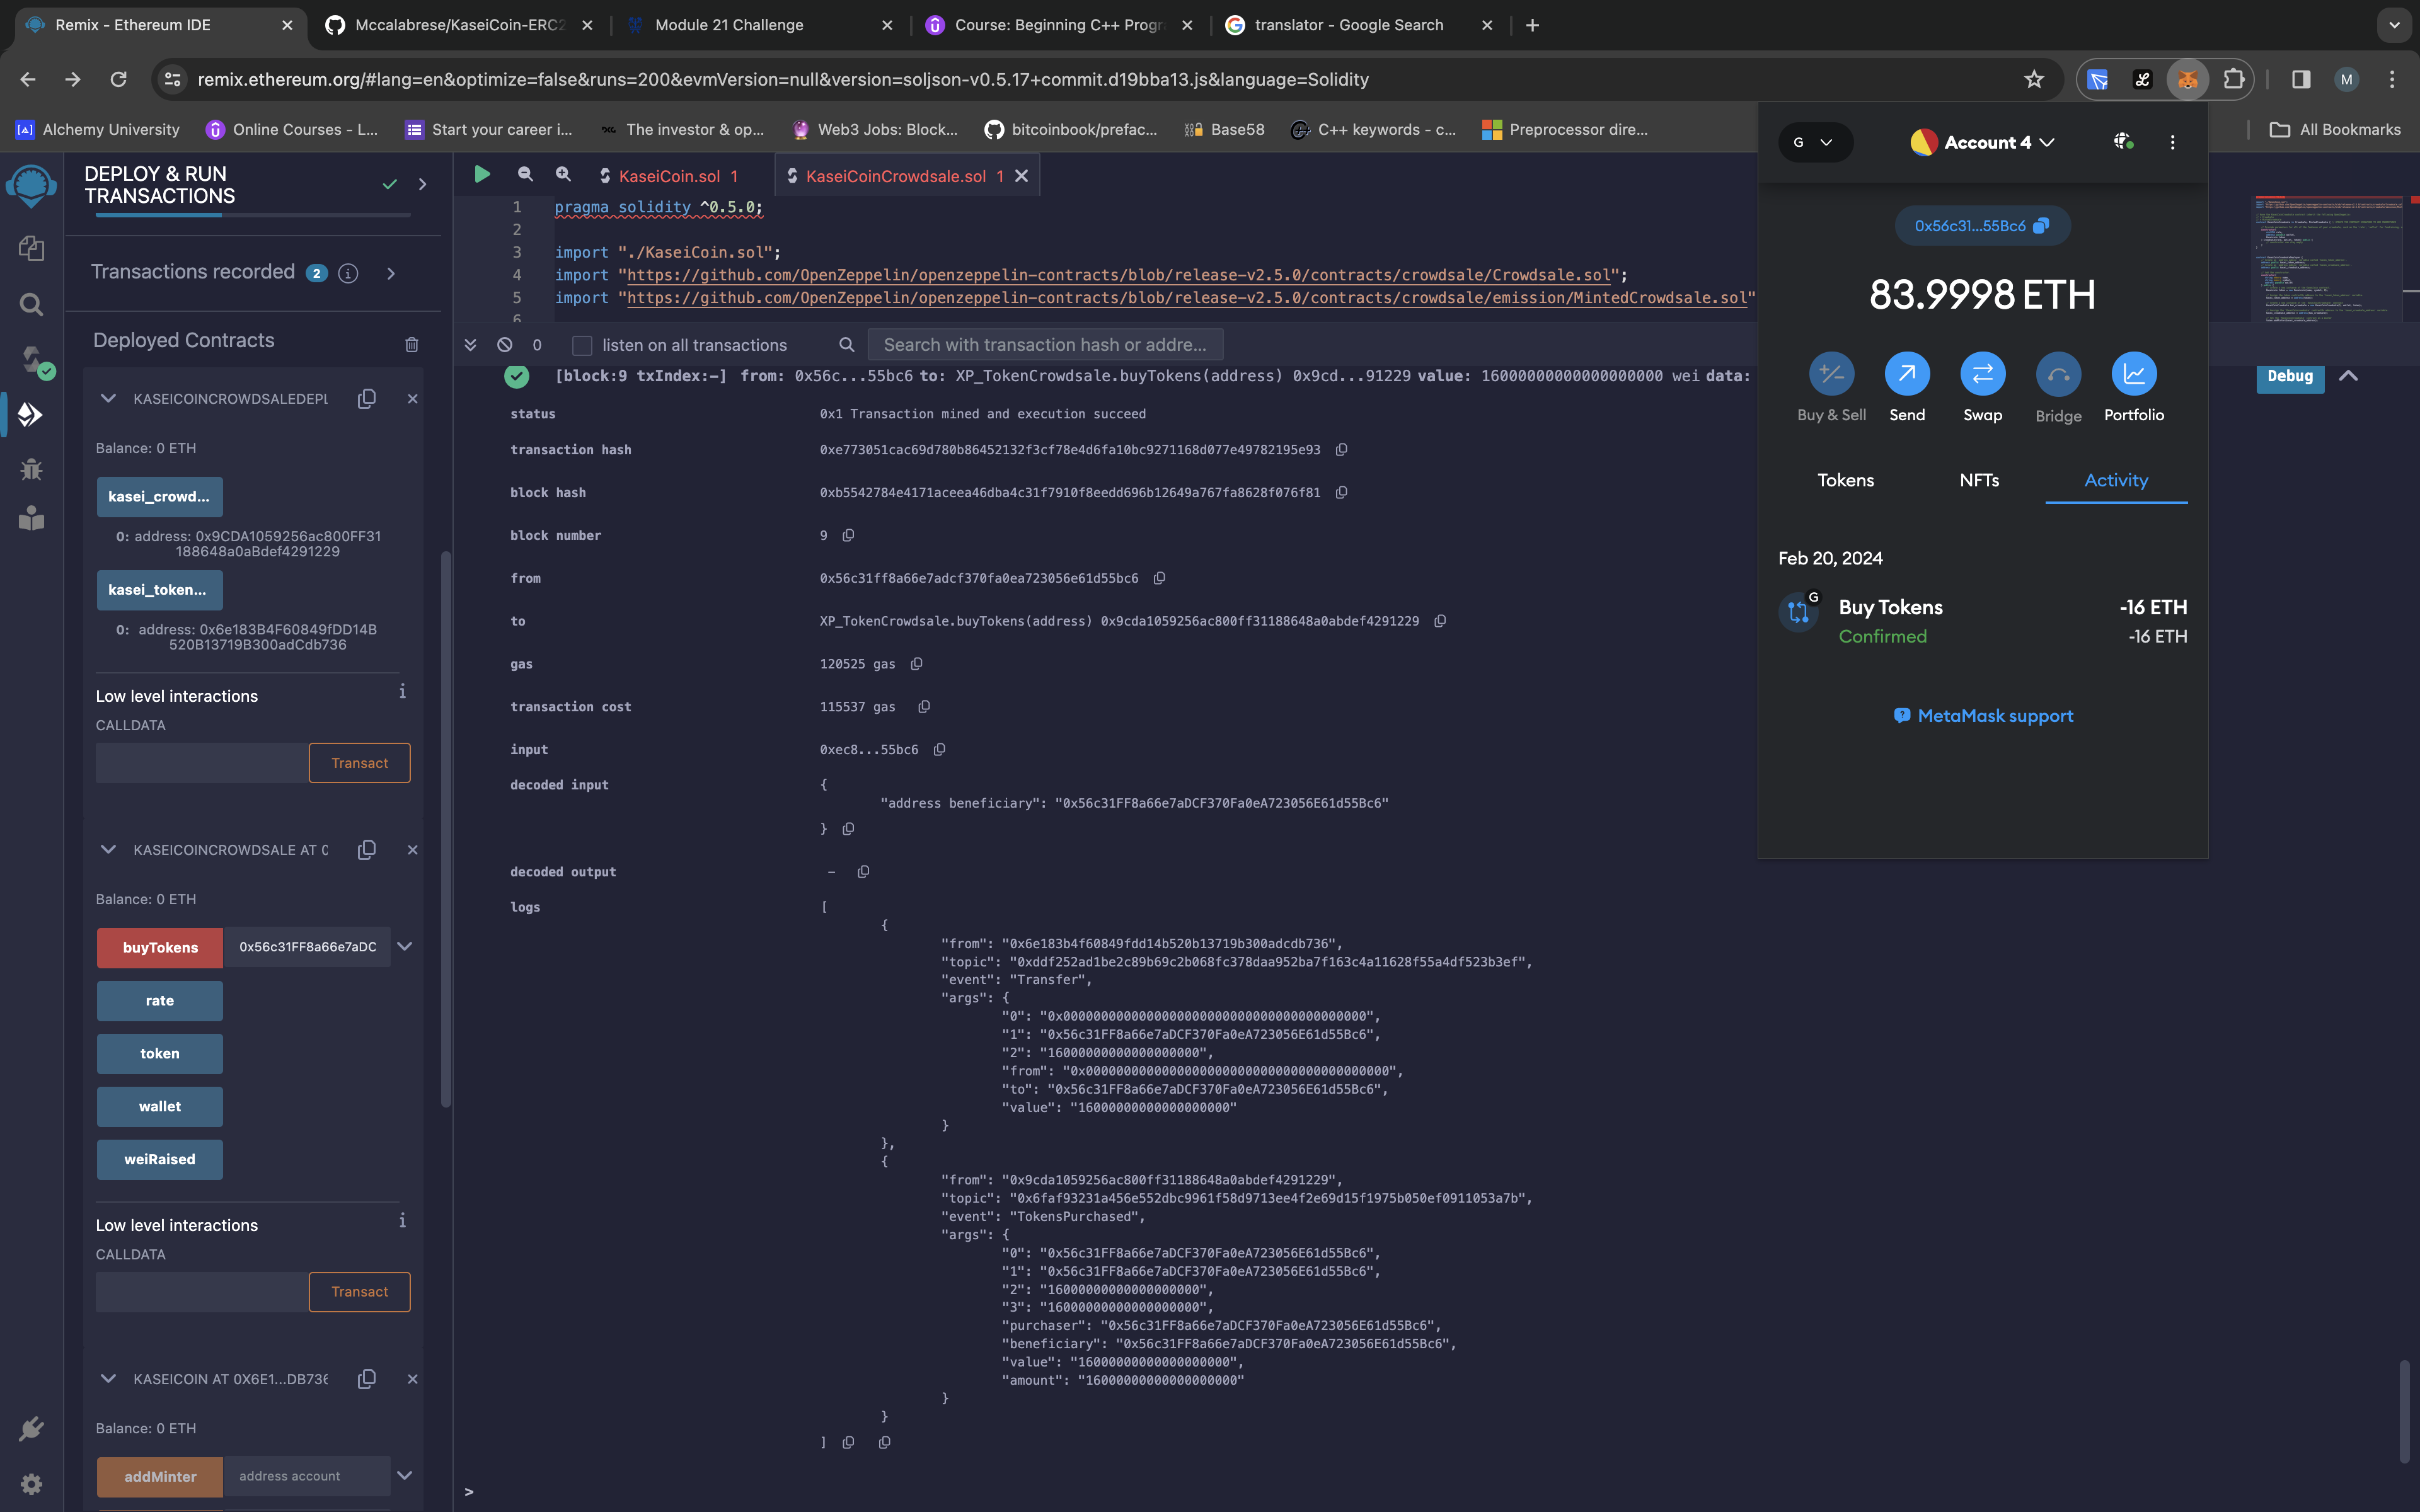 Remix - Ethereum IDE
Mccalabrese/KaseiCoin-ERC2
Module 21 Challenge
Course: Beginning C++ Progr
translator - Google Search
remix.ethereum.org/#lang=en&optimize=false&runs=200&evmVersion=null&version=soljson-v0.5.17+commit.d19bba13.js&language=Solidity
M
Alchemy University
Online Courses - L...
Start your career i...
The investor & op...
Web3 Jobs: Block...
bitcoinbook/prefac...
Base58
C++ keywords - c...
Preprocessor dire...
All Bookmarks
DEPLOY & RUN
TRANSACTIONS
Transactions recorded 2 i
Deployed Contracts
KASEICOINCROWDSALEDEPL
Balance: 0 ETH
kasei_crowd...
0: address: 0x9CDA1059256ac800FF31
188648a0aBdef4291229
kasei_token...
0: address: 0x6e183B4F60849fDD14B
520B13719B300adCdb736
Low level interactions
i
CALLDATA
Transact
KASEICOINCROWDSALE AT 0
Balance: 0 ETH
buyTokens 0x56c31FF8a66e7aDC
rate
token
wallet
weiRaised
Low level interactions
i
CALLDATA
Transact
KASEICOIN AT 0X6E1...DB736
Balance: 0 ETH
addMinter address account
KaseiCoin.sol 1
KaseiCoinCrowdsale.sol 1
1 pragma solidity ^0.5.0;
2
3 import "./KaseiCoin.sol";
4 import "https://github.com/OpenZeppelin/openzeppelin-contracts/blob/release-v2.5.0/contracts/crowdsale/Crowdsale.sol";
5 import "https://github.com/OpenZeppelin/openzeppelin-contracts/blob/release-v2.5.0/contracts/crowdsale/emission/MintedCrowdsale.sol"
6
0 listen on all transactions Search with transaction hash or addre...
[block:9 txIndex:-] from: 0x56c...55bc6 to: XP_TokenCrowdsale.buyTokens(address) 0x9cd...91229 value: 16000000000000000000 wei data:
Debug
status 0x1 Transaction mined and execution succeed
transaction hash 0xe773051cac69d780b86452132f3cf78e4d6fa10bc9271168d077e49782195e93
block hash 0xb5542784e4171aceea46dba4c31f7910f8eedd696b12649a767fa8628f076f81
block number 9
from 0x56c31ff8a66e7adcf370fa0ea723056e61d55bc6
to XP_TokenCrowdsale.buyTokens(address) 0x9cda1059256ac800ff31188648a0abdef4291229
gas 120525 gas
transaction cost 115537 gas
input 0xec8...55bc6
decoded input {
"address beneficiary": "0x56c31FF8a66e7aDCF370Fa0eA723056E61d55Bc6"
}
decoded output -
logs [
{
"from": "0x6e183b4f60849fdd14b520b13719b300adcdb736",
"topic": "0xddf252ad1be2c89b69c2b068fc378daa952ba7f163c4a11628f55a4df523b3ef",
"event": "Transfer",
"args": {
"0": "0x0000000000000000000000000000000000000000",
"1": "0x56c31FF8a66e7aDCF370Fa0eA723056E61d55Bc6",
"2": "16000000000000000000",
"from": "0x0000000000000000000000000000000000000000",
"to": "0x56c31FF8a66e7aDCF370Fa0eA723056E61d55Bc6",
"value": "16000000000000000000"
}
},
{
"from": "0x9cda1059256ac800ff31188648a0abdef4291229",
"topic": "0x6faf93231a456e552dbc9961f58d9713ee4f2e69d15f1975b050ef0911053a7b",
"event": "TokensPurchased",
"args": {
"0": "0x56c31FF8a66e7aDCF370Fa0eA723056E61d55Bc6",
"1": "0x56c31FF8a66e7aDCF370Fa0eA723056E61d55Bc6",
"2": "16000000000000000000",
"3": "16000000000000000000",
"purchaser": "0x56c31FF8a66e7aDCF370Fa0eA723056E61d55Bc6",
"beneficiary": "0x56c31FF8a66e7aDCF370Fa0eA723056E61d55Bc6",
"value": "16000000000000000000",
"amount": "16000000000000000000"
}
}
]
>
G
Account 4
0x56c31...55Bc6
83.9998 ETH
Buy & Sell
Send
Swap
Bridge
Portfolio
Tokens
NFTs
Activity
Feb 20, 2024
G
Buy Tokens -16 ETH
Confirmed -16 ETH
MetaMask support